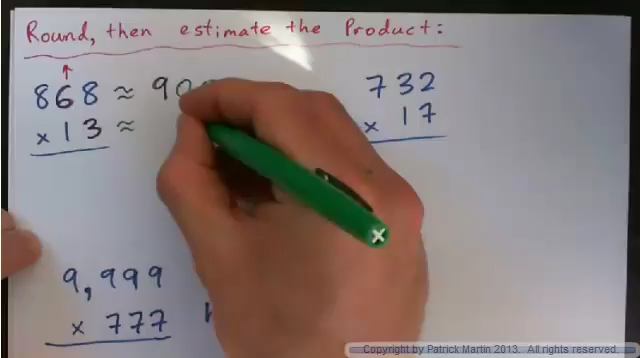 Round, then estimate the Product:
868 ≈ 900
x 13 ≈
732
x 17
9,999
x 777
Copyright by Patrick Martin 2013. All rights reserved.